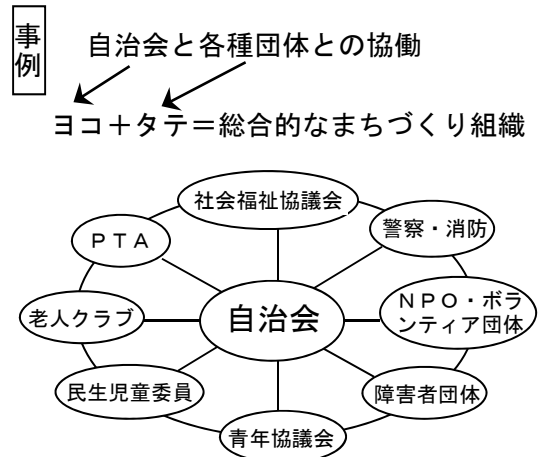 事例
自治会と各種団体との協働
ヨコ＋タテ＝総合的なまちづくり組織
社会福祉協議会
ＰＴＡ
警察・消防
老人クラブ
自治会
ＮＰＯ・ボラ
ンティア団体
民生児童委員
障害者団体
青年協議会